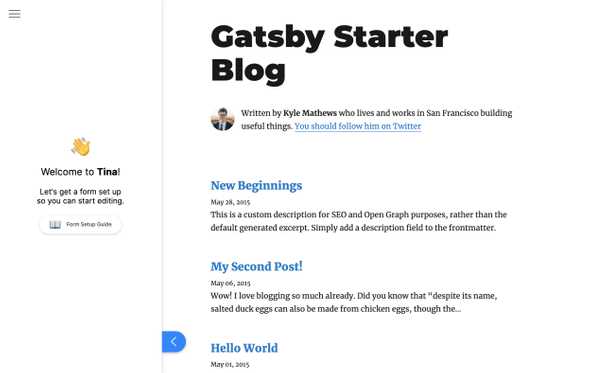 Gatsby Starter
Blog
Written by Kyle Mathews who lives and works in San Francisco building
useful things. You should follow him on Twitter
Welcome to Tina!
Let's get a form set up
so you can start editing.
Form Setup Guide
New Beginnings
May 28, 2015
This is a custom description for SEO and Open Graph purposes, rather than the
default generated excerpt. Simply add a description field to the frontmatter.
My Second Post!
May 06, 2015
Wow! I love blogging so much already. Did you know that “despite its name,
salted duck eggs can also be made from chicken eggs, though the…
Hello World
May 01, 2015